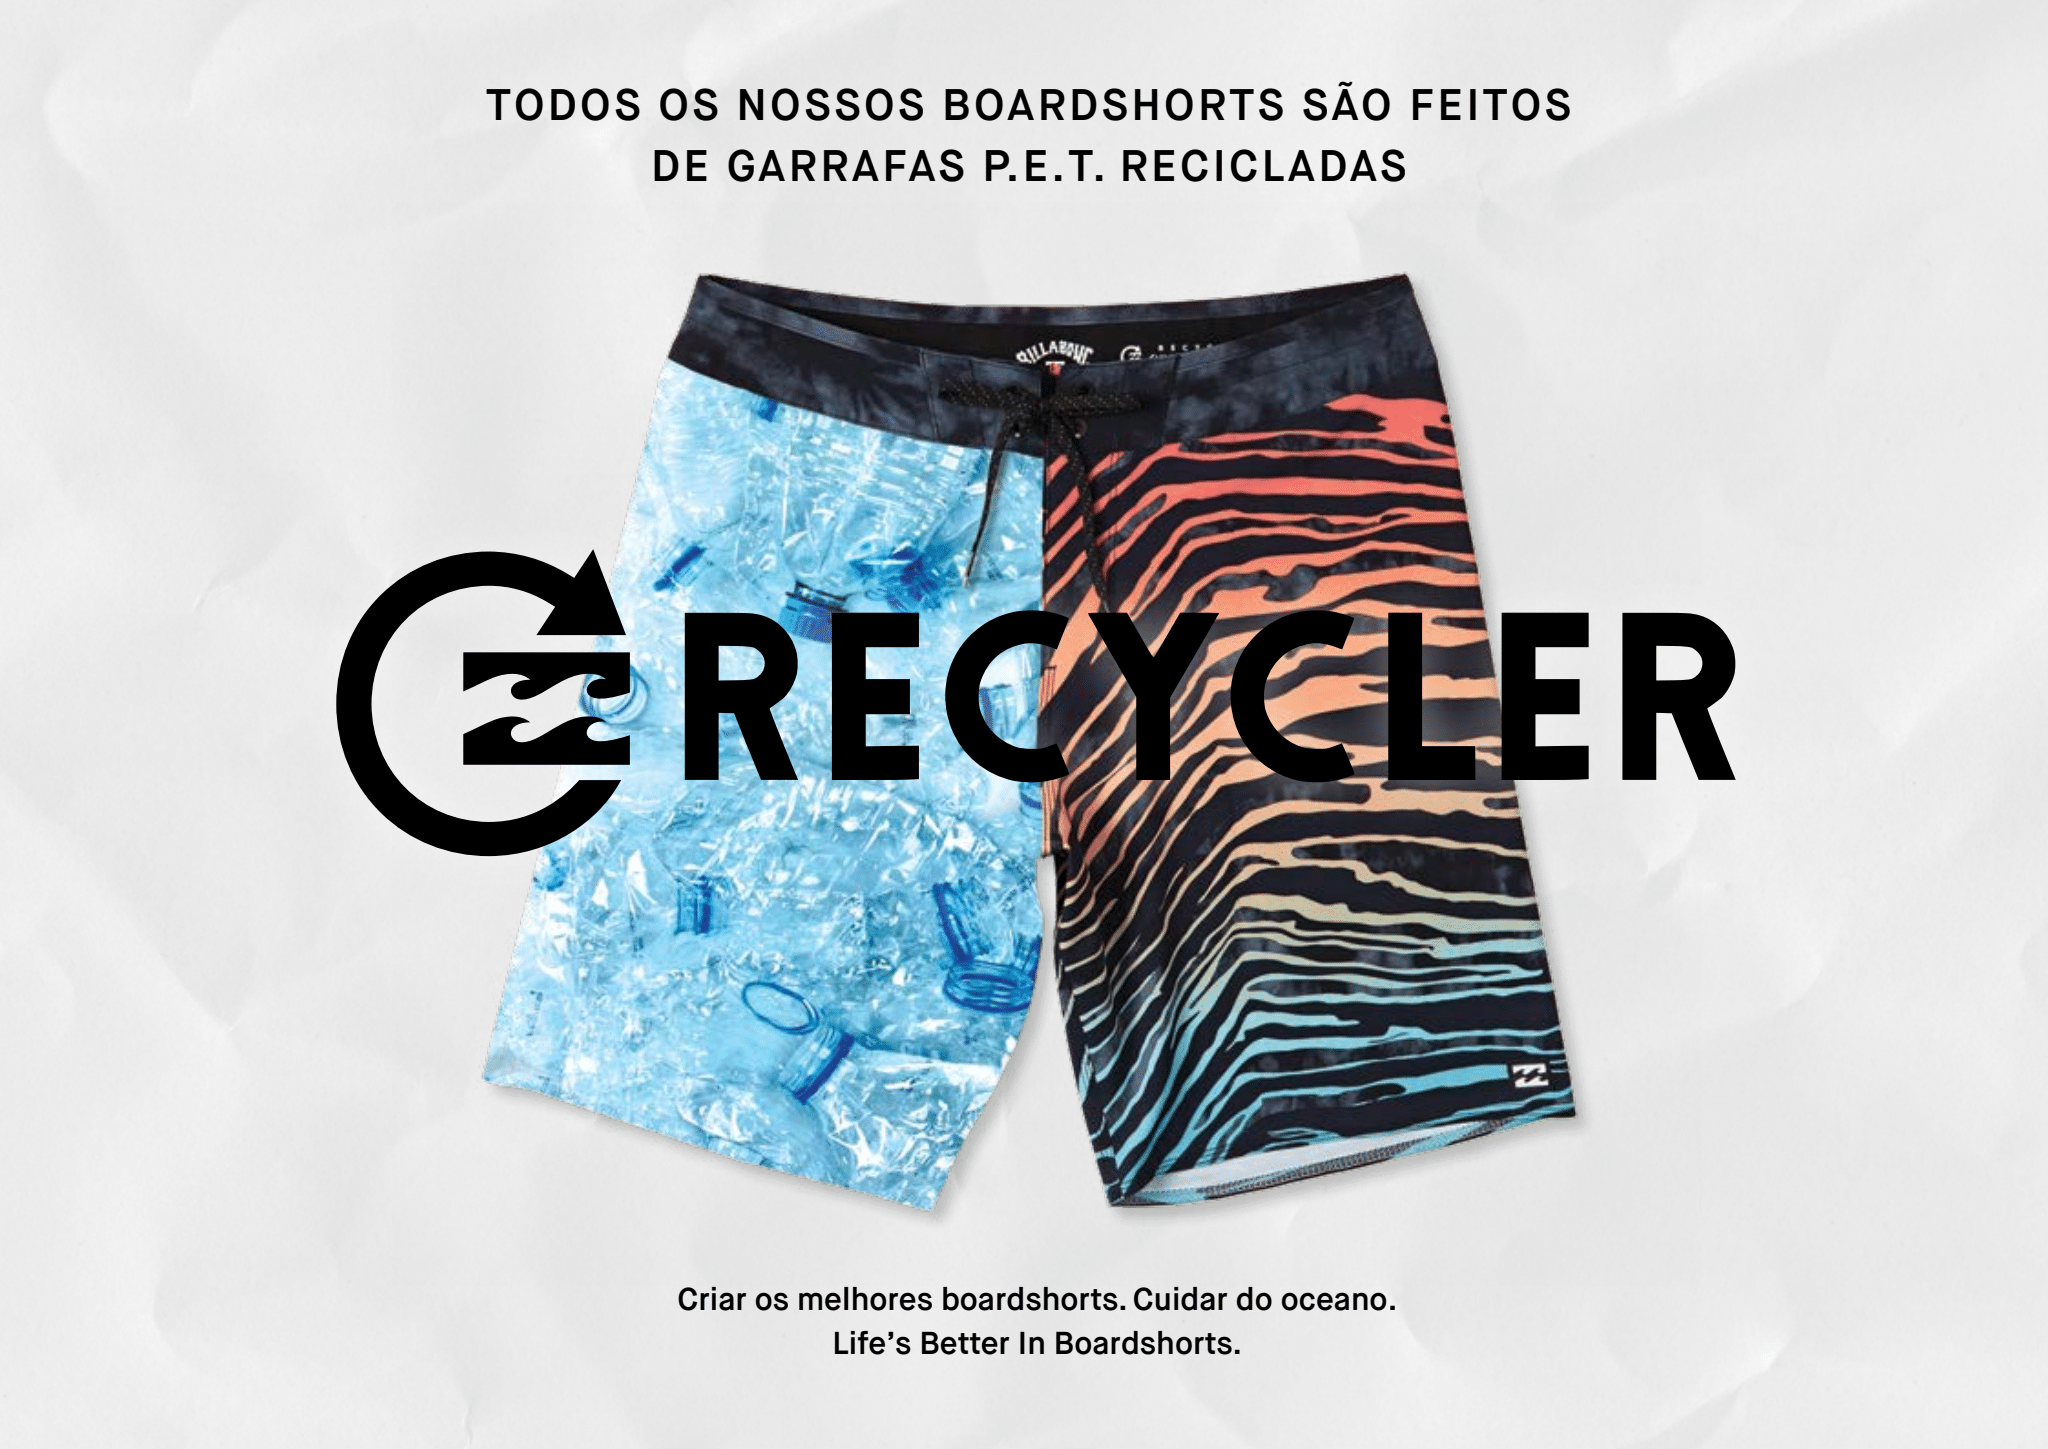 TODOS OS NOSSOS BOARDSHORTS SÃO FEITOS
DE GARRAFAS P.E.T. RECICLADAS
BILLABONG
RECYCLER
Criar os melhores boardshorts. Cuidar do oceano.
Life’s Better In Boardshorts.